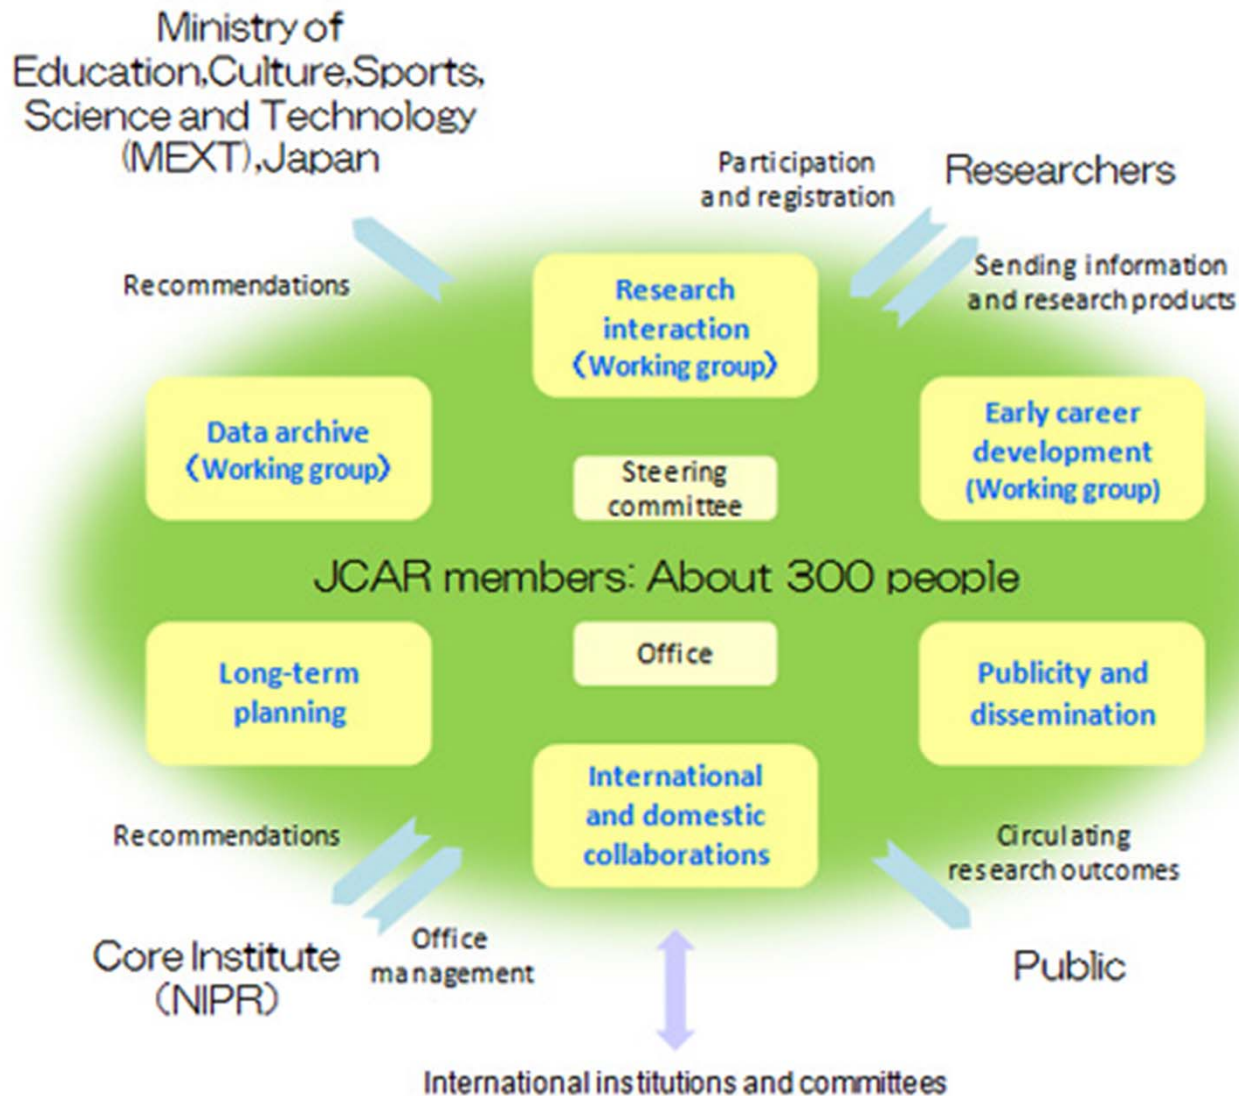 Ministry of
Education,Culture,Sports,
Science and Technology
(MEXT),Japan
Participation
and registration
Researchers
Recommendations
Sending information
and research products
Research
interaction
〈Working group〉
Data archive
〈Working group〉
Early career
development
(Working group)
Steering
committee
JCAR members: About 300 people
Office
Long-term
planning
Publicity and
dissemination
International
and domestic
collaborations
Recommendations
Circulating
research outcomes
Office
management
Core Institute
(NIPR)
Public
International institutions and committees